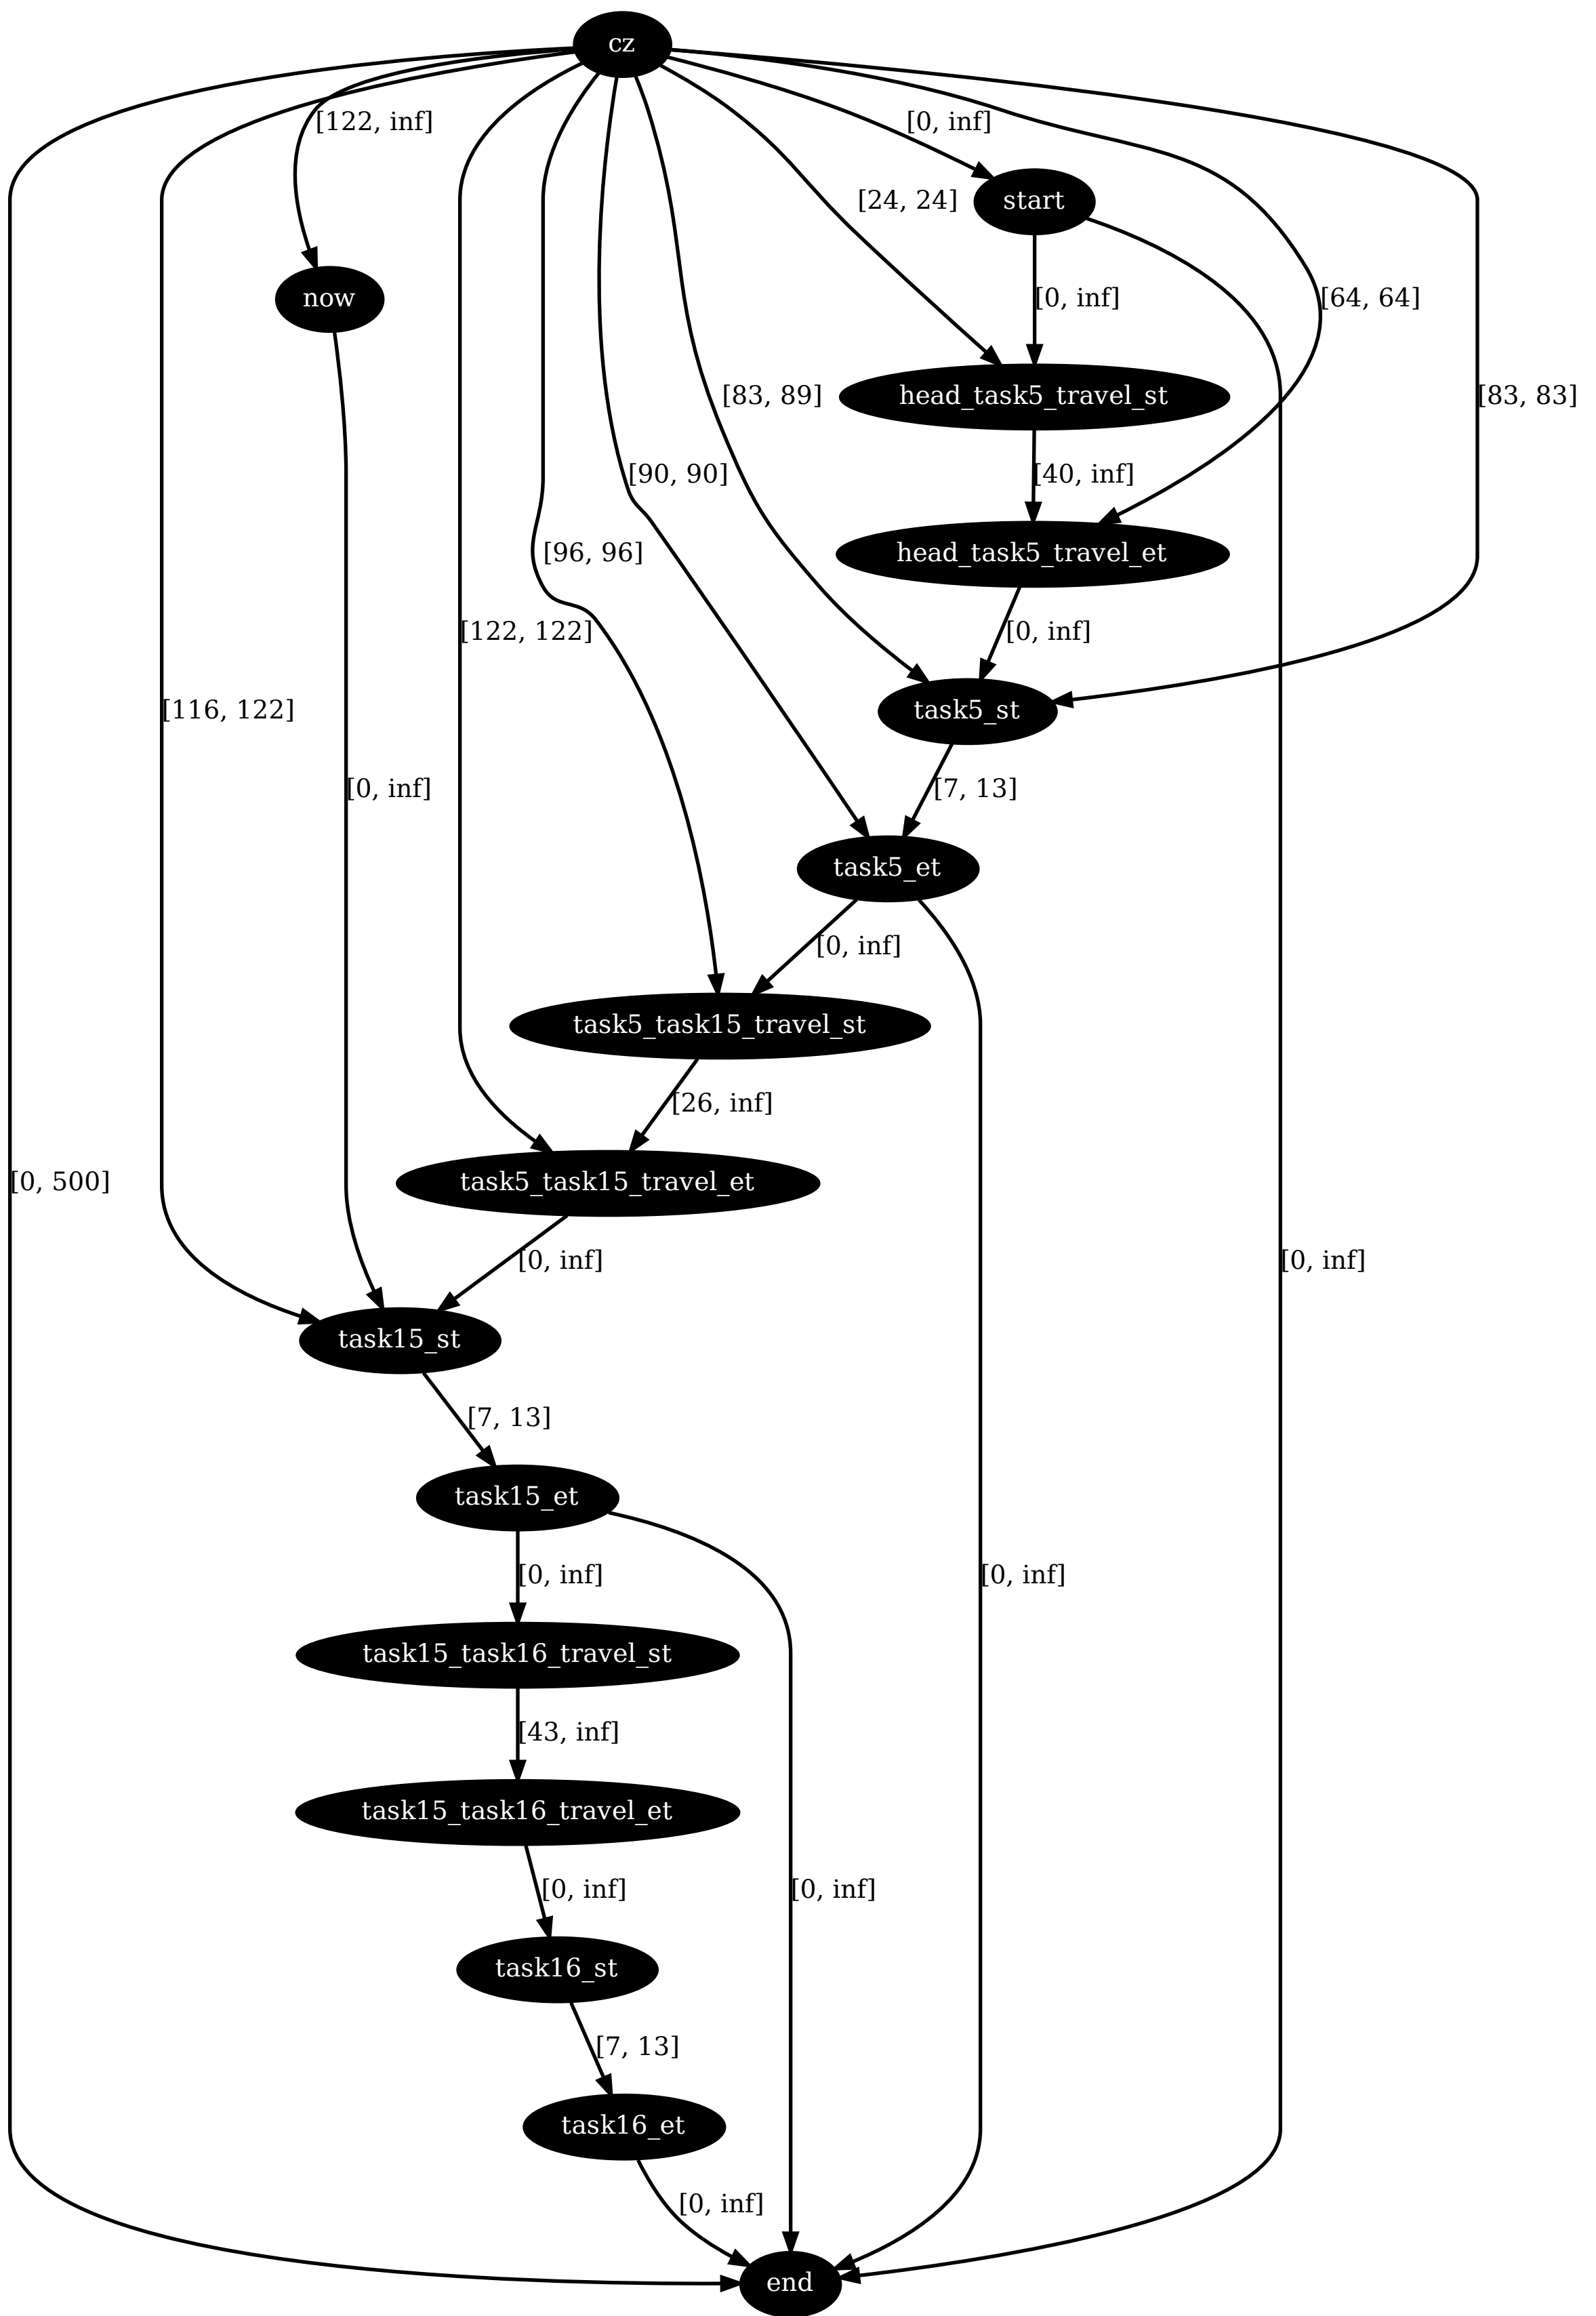 cz
[122, inf]
[0, inf]
[24, 24]
start
now
[0, inf]
[64, 64]
[83, 89]
head_task5_travel_st
[83, 83]
[90, 90]
[40, inf]
[96, 96]
head_task5_travel_et
[122, 122]
[0, inf]
[116, 122]
task5_st
[0, inf]
[7, 13]
task5_et
[0, inf]
task5_task15_travel_st
[26, inf]
[0, 500]
task5_task15_travel_et
[0, inf]
[0, inf]
task15_st
[7, 13]
task15_et
[0, inf]
[0, inf]
task15_task16_travel_st
[43, inf]
task15_task16_travel_et
[0, inf]
[0, inf]
task16_st
[7, 13]
task16_et
[0, inf]
end